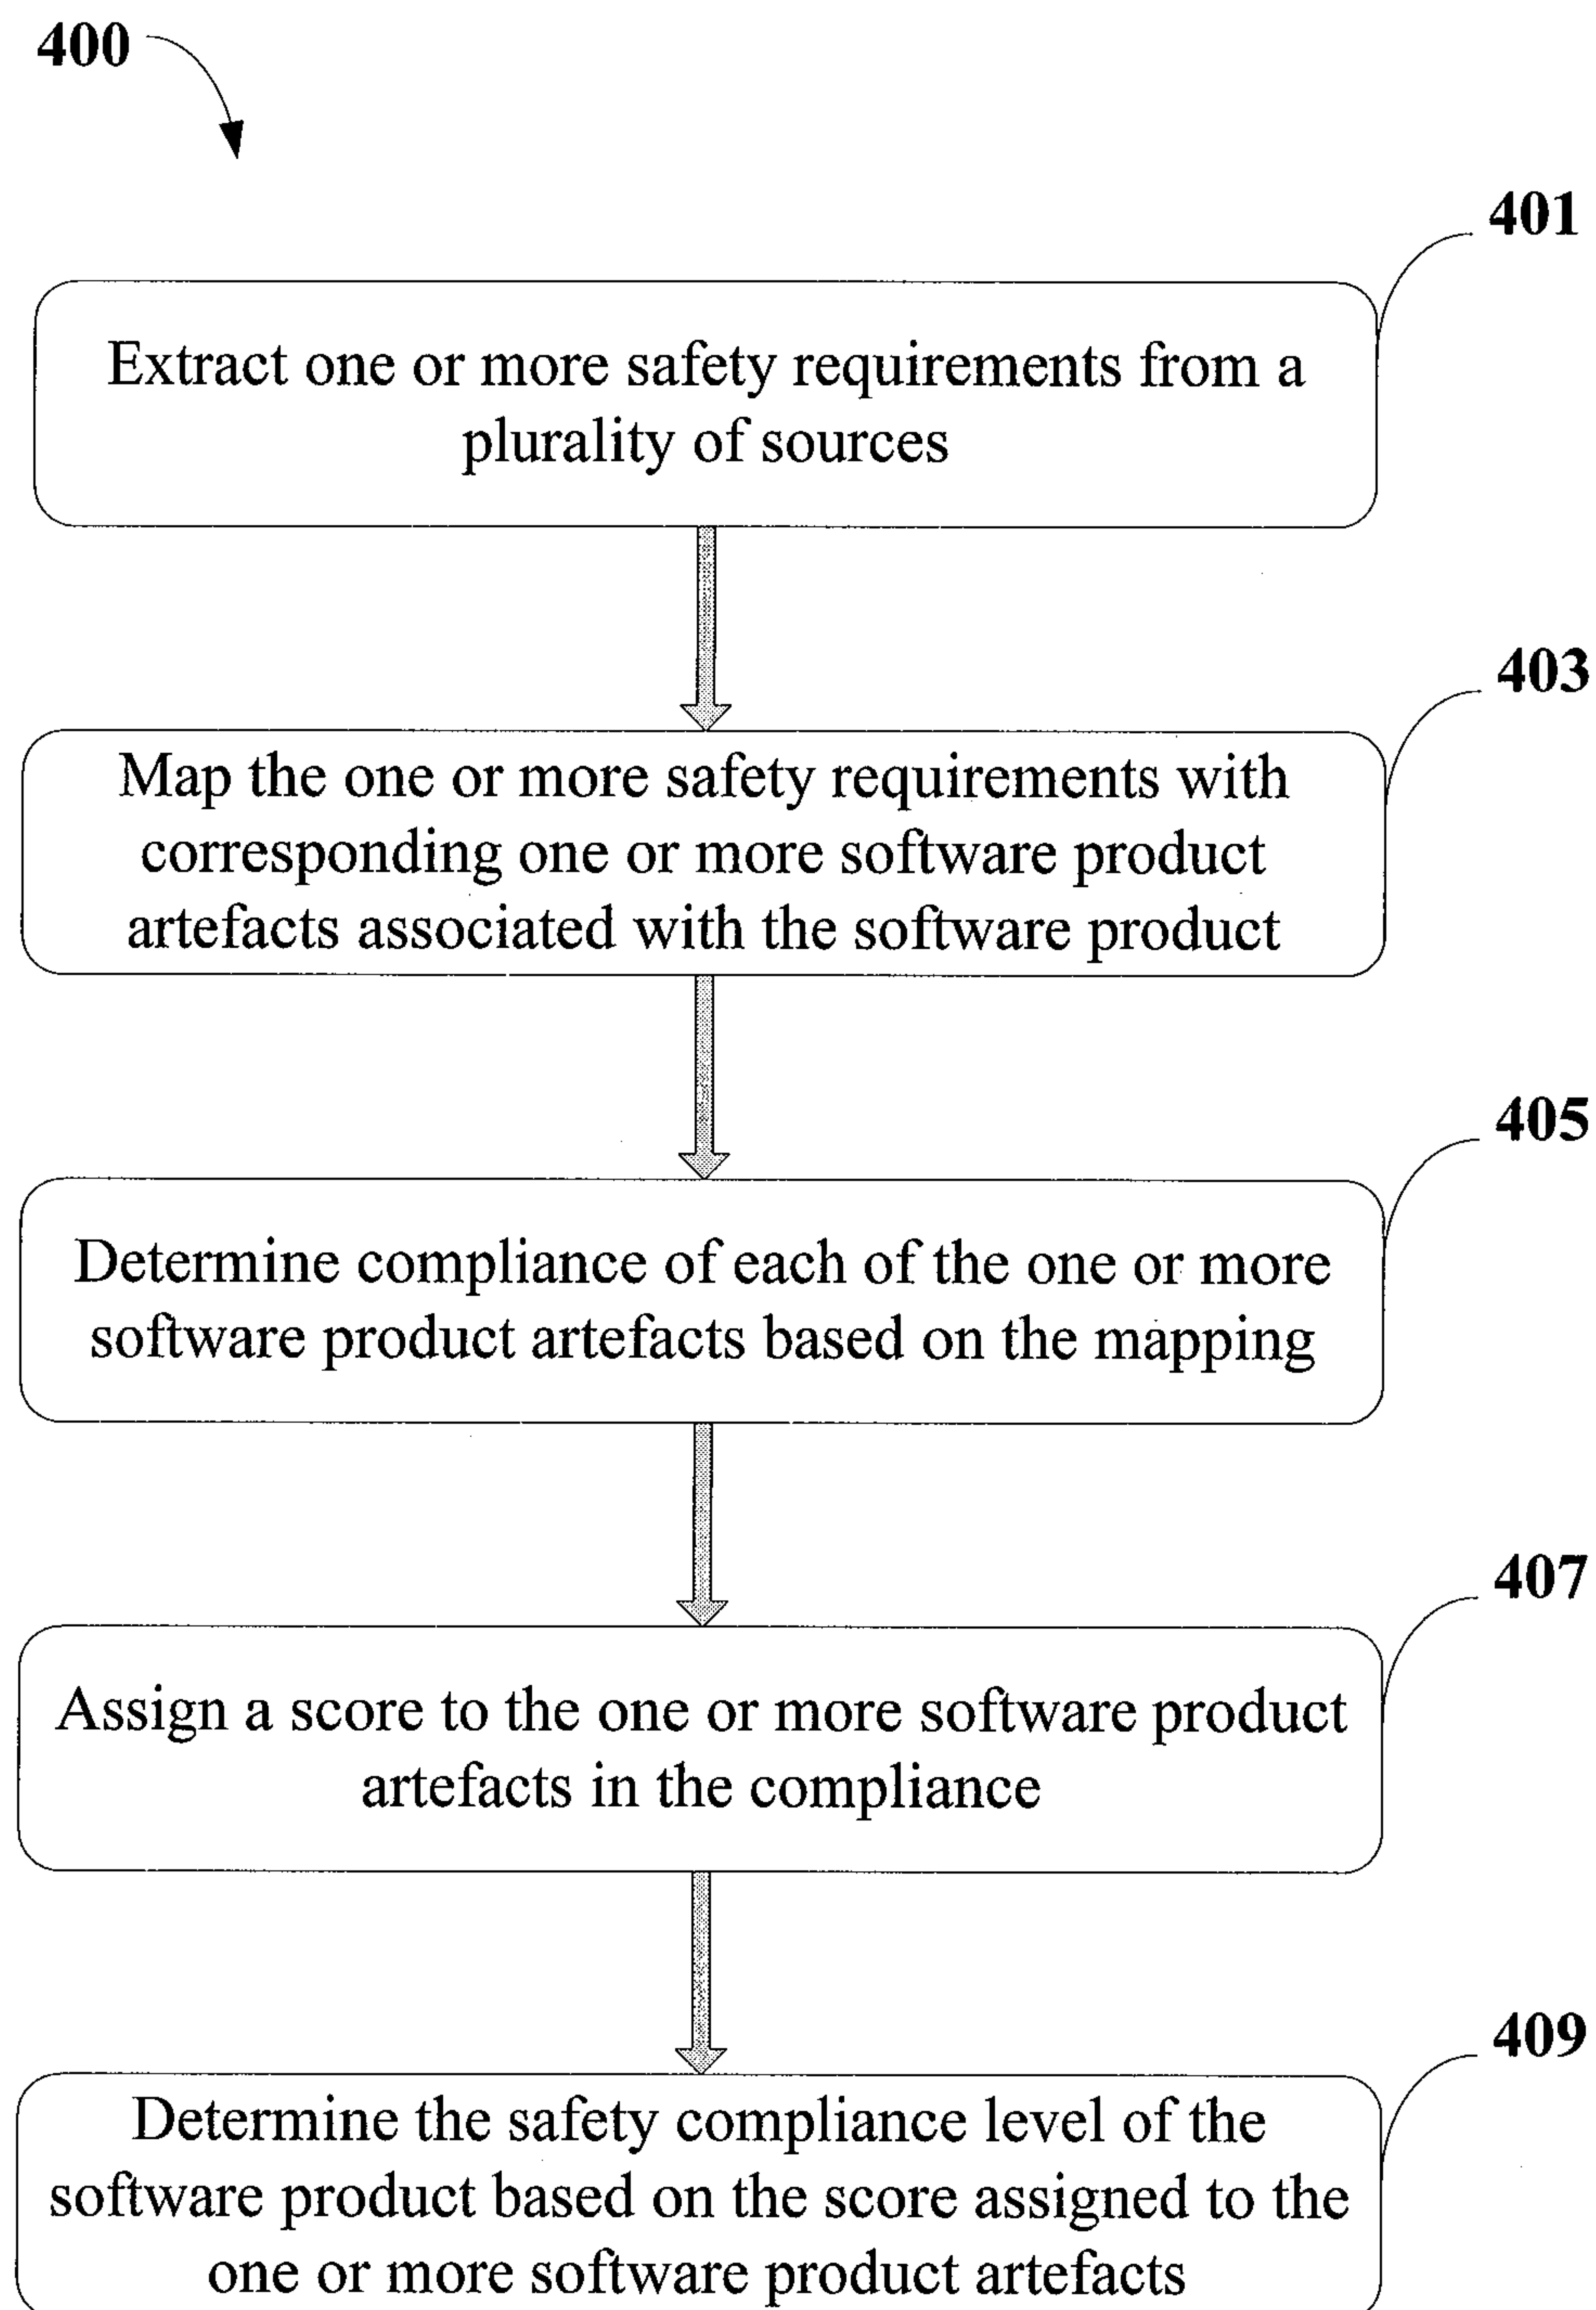 400
401
Extract one or more safety requirements from a
plurality of sources
403
Map the one or more safety requirements with
corresponding one or more software product
artefacts associated with the software product
405
Determine compliance of each of the one or more
software product artefacts based on the mapping
407
Assign a score to the one or more software product
artefacts in the compliance
409
Determine the safety compliance level of the
software product based on the score assigned to the
one or more software product artefacts